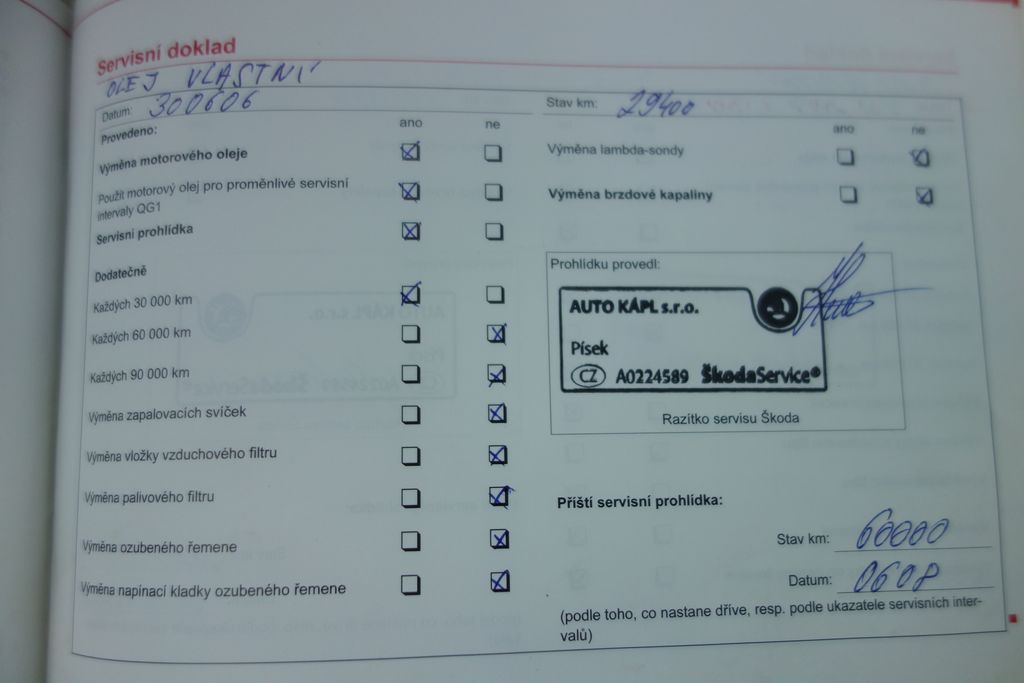 Servisní doklad
OLEJ VLASTNÍ
Datum: 300606
Stav km: 29400
Provedeno:
ano ne
Výměna motorového oleje
Použit motorový olej pro proměnlivé servisní
intervaly QG1
Servisní prohlídka
Dodatečně
Každých 30 000 km
Každých 60 000 km
Každých 90 000 km
Výměna zapalovacích svíček
Výměna vložky vzduchového filtru
Výměna palivového filtru
Výměna ozubeného řemene
Výměna napínací kladky ozubeného řemene
ano ne
Výměna lambda-sondy
Výměna brzdové kapaliny
Prohlídku provedl:
AUTO KÁPL s.r.o.
Písek
CZ A0224589 ŠkodaService®
Razítko servisu Škoda
Příští servisní prohlídka:
Stav km: 60000
Datum: 0608
(podle toho, co nastane dříve, resp. podle ukazatele servisních inter-
valů)